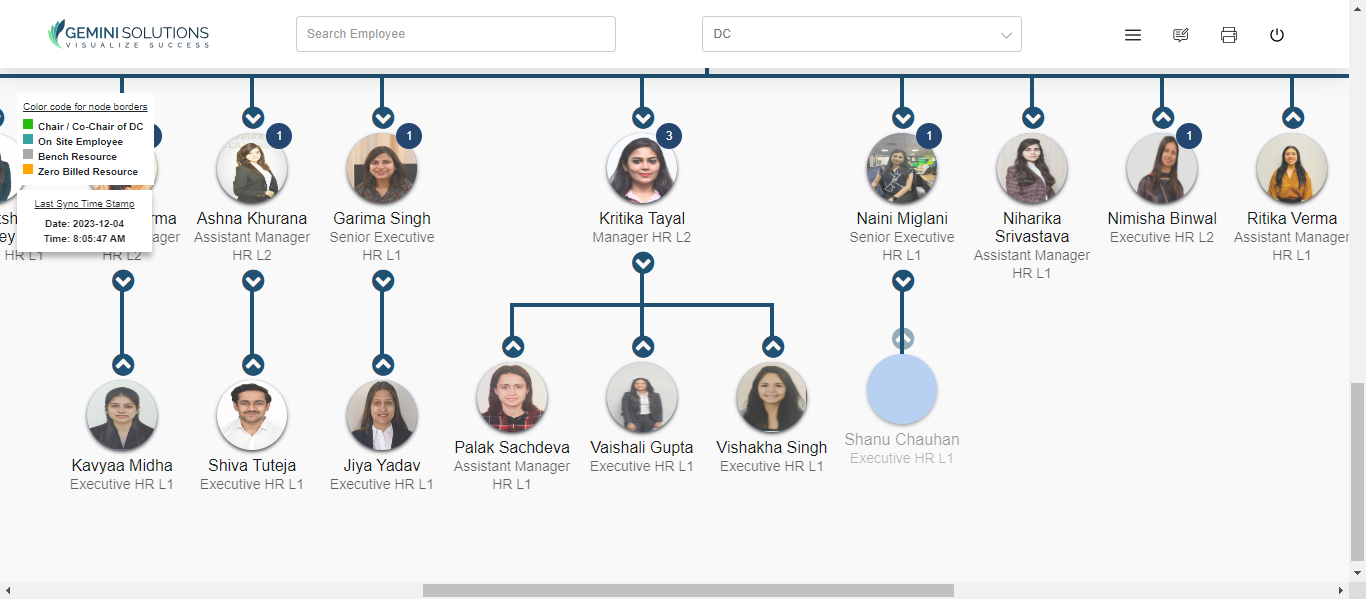 GEMINI SOLUTIONS
VISUALIZE SUCCESS
Search Employee
DC
Color code for node borders
Chair / Co-Chair of DC
On Site Employee
Bench Resource
Zero Billed Resource
Last Sync Time Stamp
Date: 2023-12-04
Time: 8:05:47 AM
HR L1
HR L2
1
Ashna Khurana
Assistant Manager
HR L2
1
Garima Singh
Senior Executive
HR L1
3
Kritika Tayal
Manager HR L2
1
Naini Miglani
Senior Executive
HR L1
Niharika
Srivastava
Assistant Manager
HR L1
1
Nimisha Binwal
Executive HR L2
Ritika Verma
Assistant Manager
HR L1
Kavyaa Midha
Executive HR L1
Shiva Tuteja
Executive HR L1
Jiya Yadav
Executive HR L1
Palak Sachdeva
Assistant Manager
HR L1
Vaishali Gupta
Executive HR L1
Vishakha Singh
Executive HR L1
Shanu Chauhan
Executive HR L1